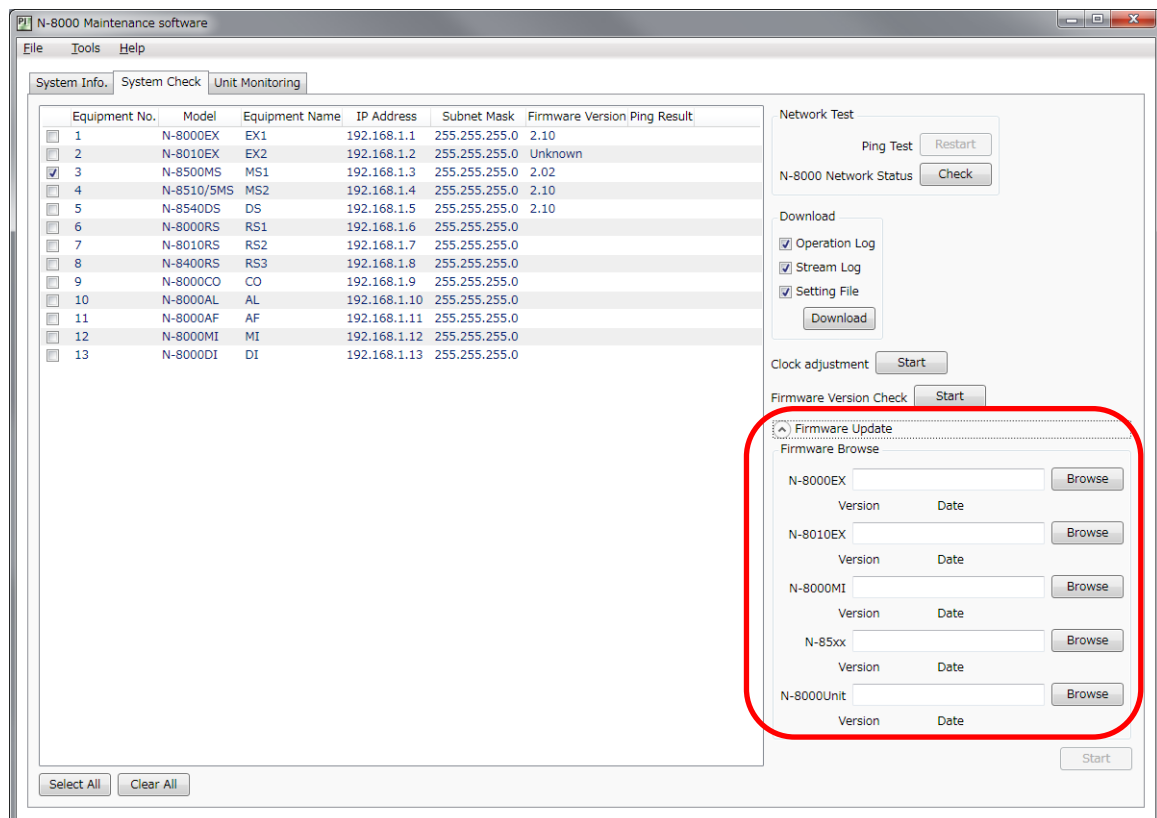 N-8000 Maintenance software
File Tools Help
System Info. System Check Unit Monitoring
Equipment No. Model Equipment Name IP Address Subnet Mask Firmware Version Ping Result
1 N-8000EX EX1 192.168.1.1 255.255.255.0 2.10
2 N-8010EX EX2 192.168.1.2 255.255.255.0 Unknown
3 N-8500MS MS1 192.168.1.3 255.255.255.0 2.02
4 N-8510/5MS MS2 192.168.1.4 255.255.255.0 2.10
5 N-8540DS DS 192.168.1.5 255.255.255.0 2.10
6 N-8000RS RS1 192.168.1.6 255.255.255.0
7 N-8010RS RS2 192.168.1.7 255.255.255.0
8 N-8400RS RS3 192.168.1.8 255.255.255.0
9 N-8000CO CO 192.168.1.9 255.255.255.0
10 N-8000AL AL 192.168.1.10 255.255.255.0
11 N-8000AF AF 192.168.1.11 255.255.255.0
12 N-8000MI MI 192.168.1.12 255.255.255.0
13 N-8000DI DI 192.168.1.13 255.255.255.0
Select All Clear All
Network Test
Ping Test Restart
N-8000 Network Status Check
Download
Operation Log
Stream Log
Setting File
Download
Clock adjustment Start
Firmware Version Check Start
Firmware Update
Firmware Browse
N-8000EX Browse
Version Date
N-8010EX Browse
Version Date
N-8000MI Browse
Version Date
N-85xx Browse
Version Date
N-8000Unit Browse
Version Date
Start